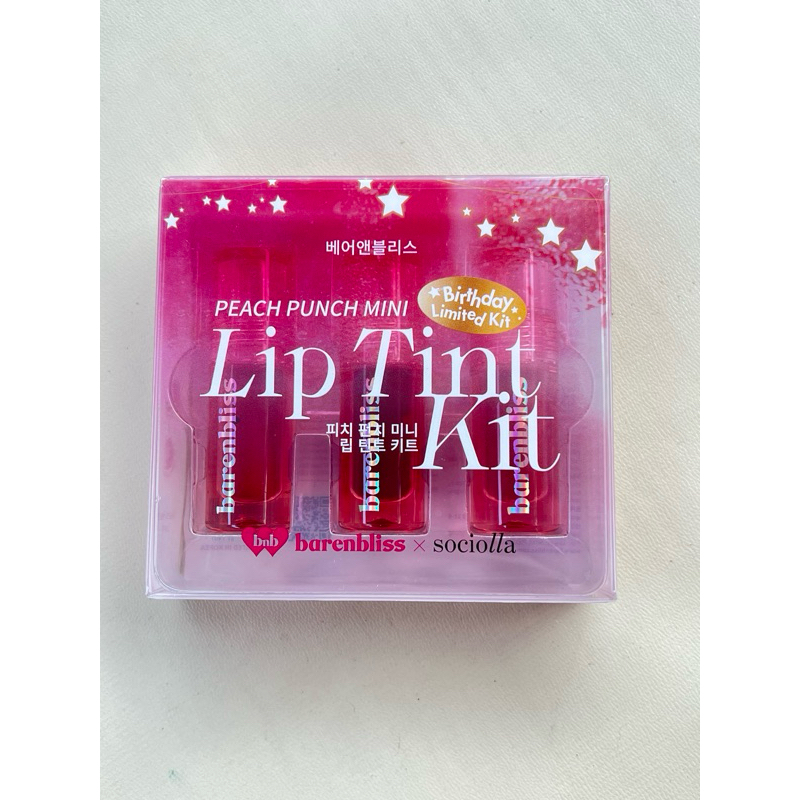 베어앤블리스
PEACH PUNCH MINI
Birthday
Limited Kit
Lip Tint
Kit
피치 펀치 미니
립 틴트 키트
barenbliss
barenbliss
barenbliss
bnb barenbliss × sociolla